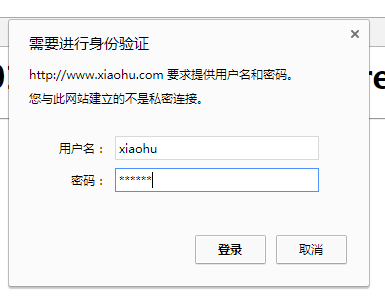 需要进行身份验证
http://www.xiaohu.com 要求提供用户名和密码。
您与此网站建立的不是私密连接。
用户名： xiaohu
密码： ******
登录 取消